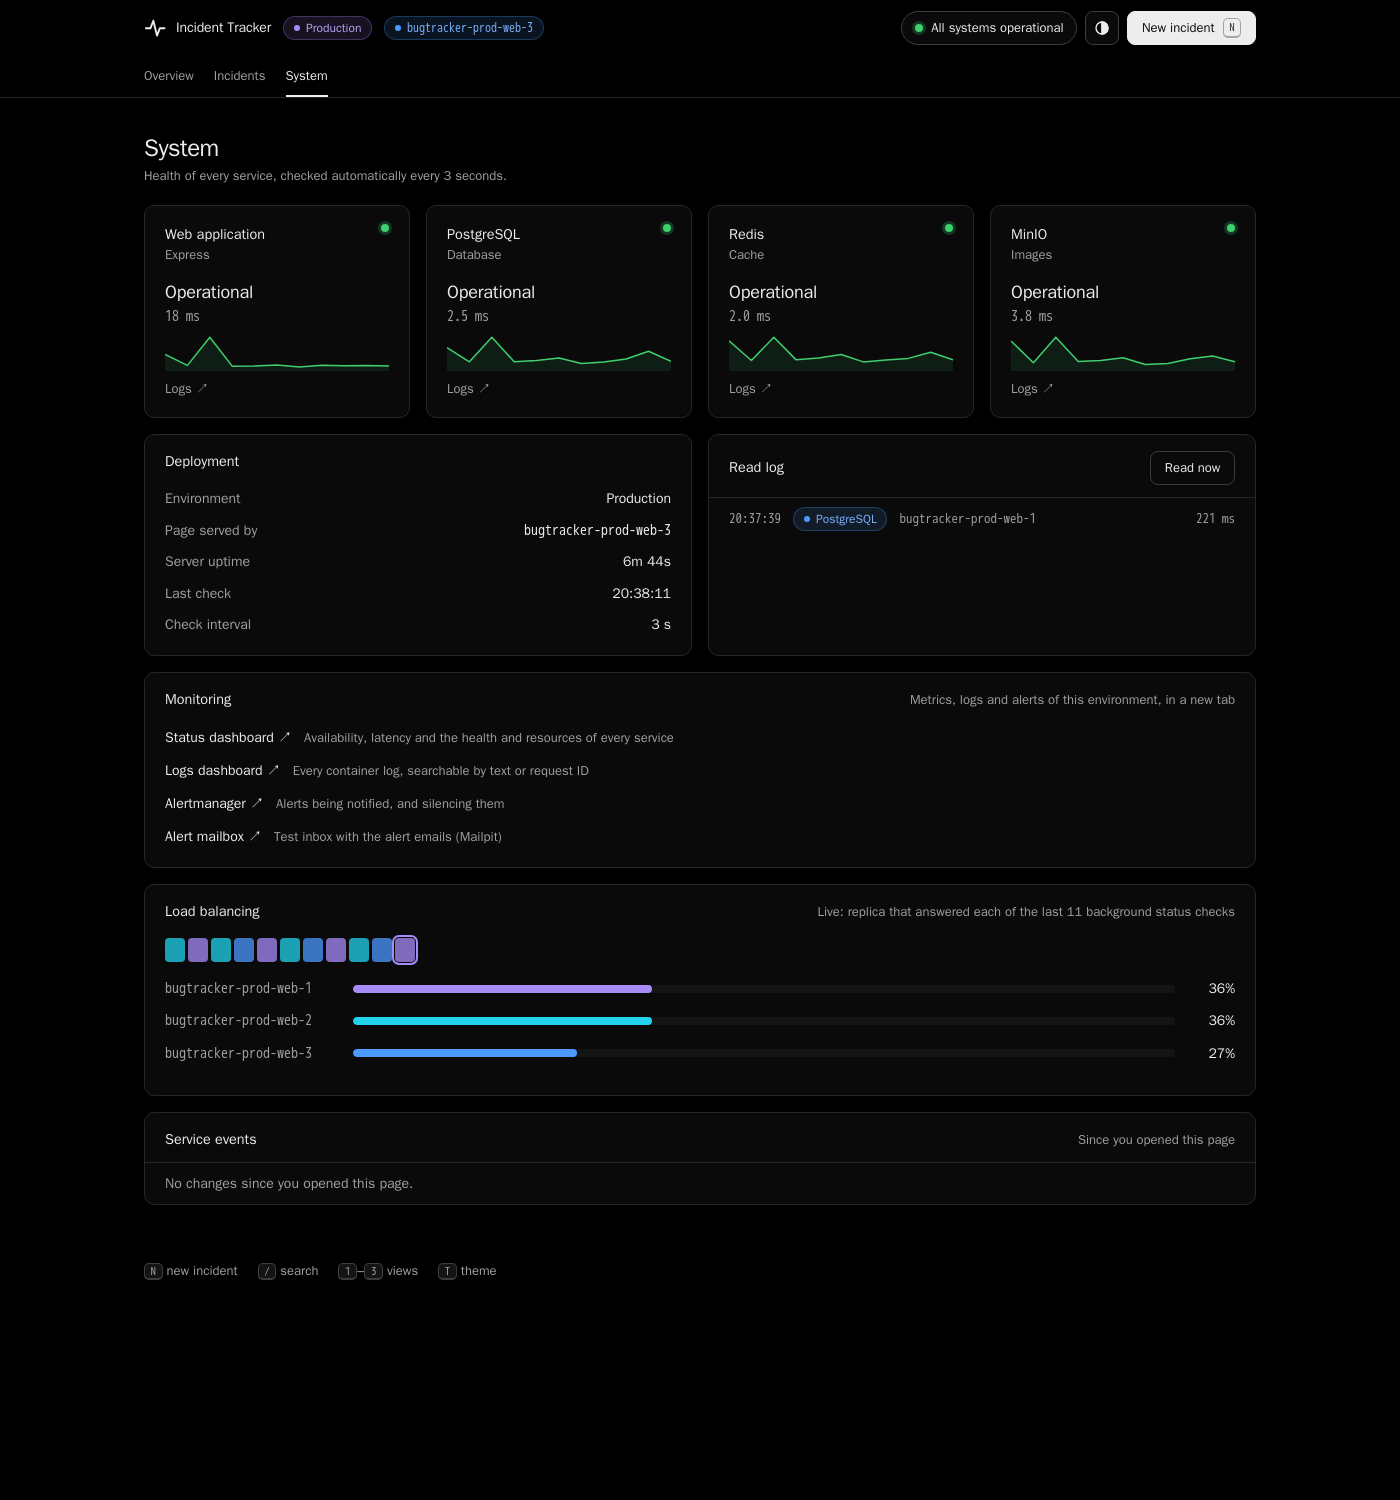 Incident Tracker Production bugtracker-prod-web-3 All systems operational New incident N
Overview Incidents System
System
Health of every service, checked automatically every 3 seconds.
Web application
Express
Operational
18 ms
Logs ↗
PostgreSQL
Database
Operational
2.5 ms
Logs ↗
Redis
Cache
Operational
2.0 ms
Logs ↗
MinIO
Images
Operational
3.8 ms
Logs ↗
Deployment
Environment Production
Page served by bugtracker-prod-web-3
Server uptime 6m 44s
Last check 20:38:11
Check interval 3 s
Read log Read now
20:37:39 PostgreSQL bugtracker-prod-web-1 221 ms
Monitoring Metrics, logs and alerts of this environment, in a new tab
Status dashboard ↗ Availability, latency and the health and resources of every service
Logs dashboard ↗ Every container log, searchable by text or request ID
Alertmanager ↗ Alerts being notified, and silencing them
Alert mailbox ↗ Test inbox with the alert emails (Mailpit)
Load balancing Live: replica that answered each of the last 11 background status checks
bugtracker-prod-web-1 36%
bugtracker-prod-web-2 36%
bugtracker-prod-web-3 27%
Service events Since you opened this page
No changes since you opened this page.
N new incident / search 1–3 views T theme